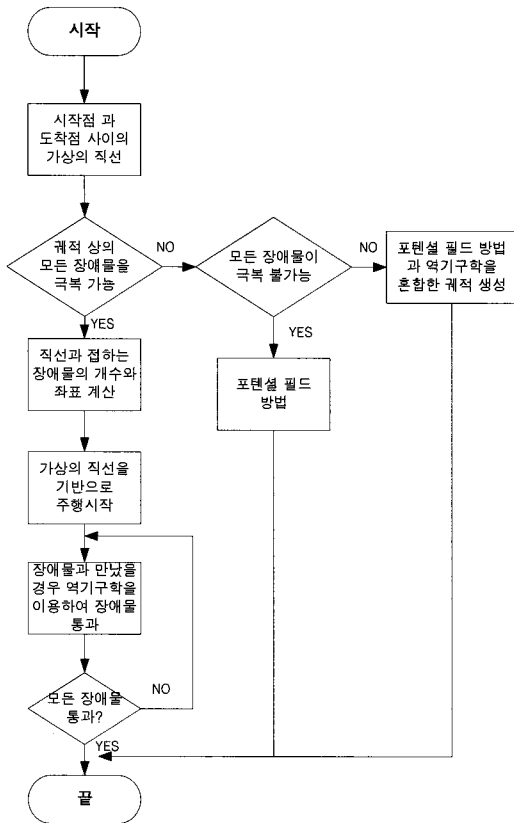 시작
시작점 과
도착점 사이의
가상의 직선
궤적 상의
모든 장애물을
극복 가능
NO
모든 장애물이
극복 불가능
NO
포텐셜 필드 방법
과 역기구학을
혼합한 궤적 생성
YES
YES
직선과 접하는
장애물의 개수와
좌표 계산
포텐셜 필드
방법
가상의 직선을
기반으로
주행시작
장애물과 만났을
경우 역기구학을
이용하여 장애물
통과
모든 장애물
통과?
NO
YES
끝